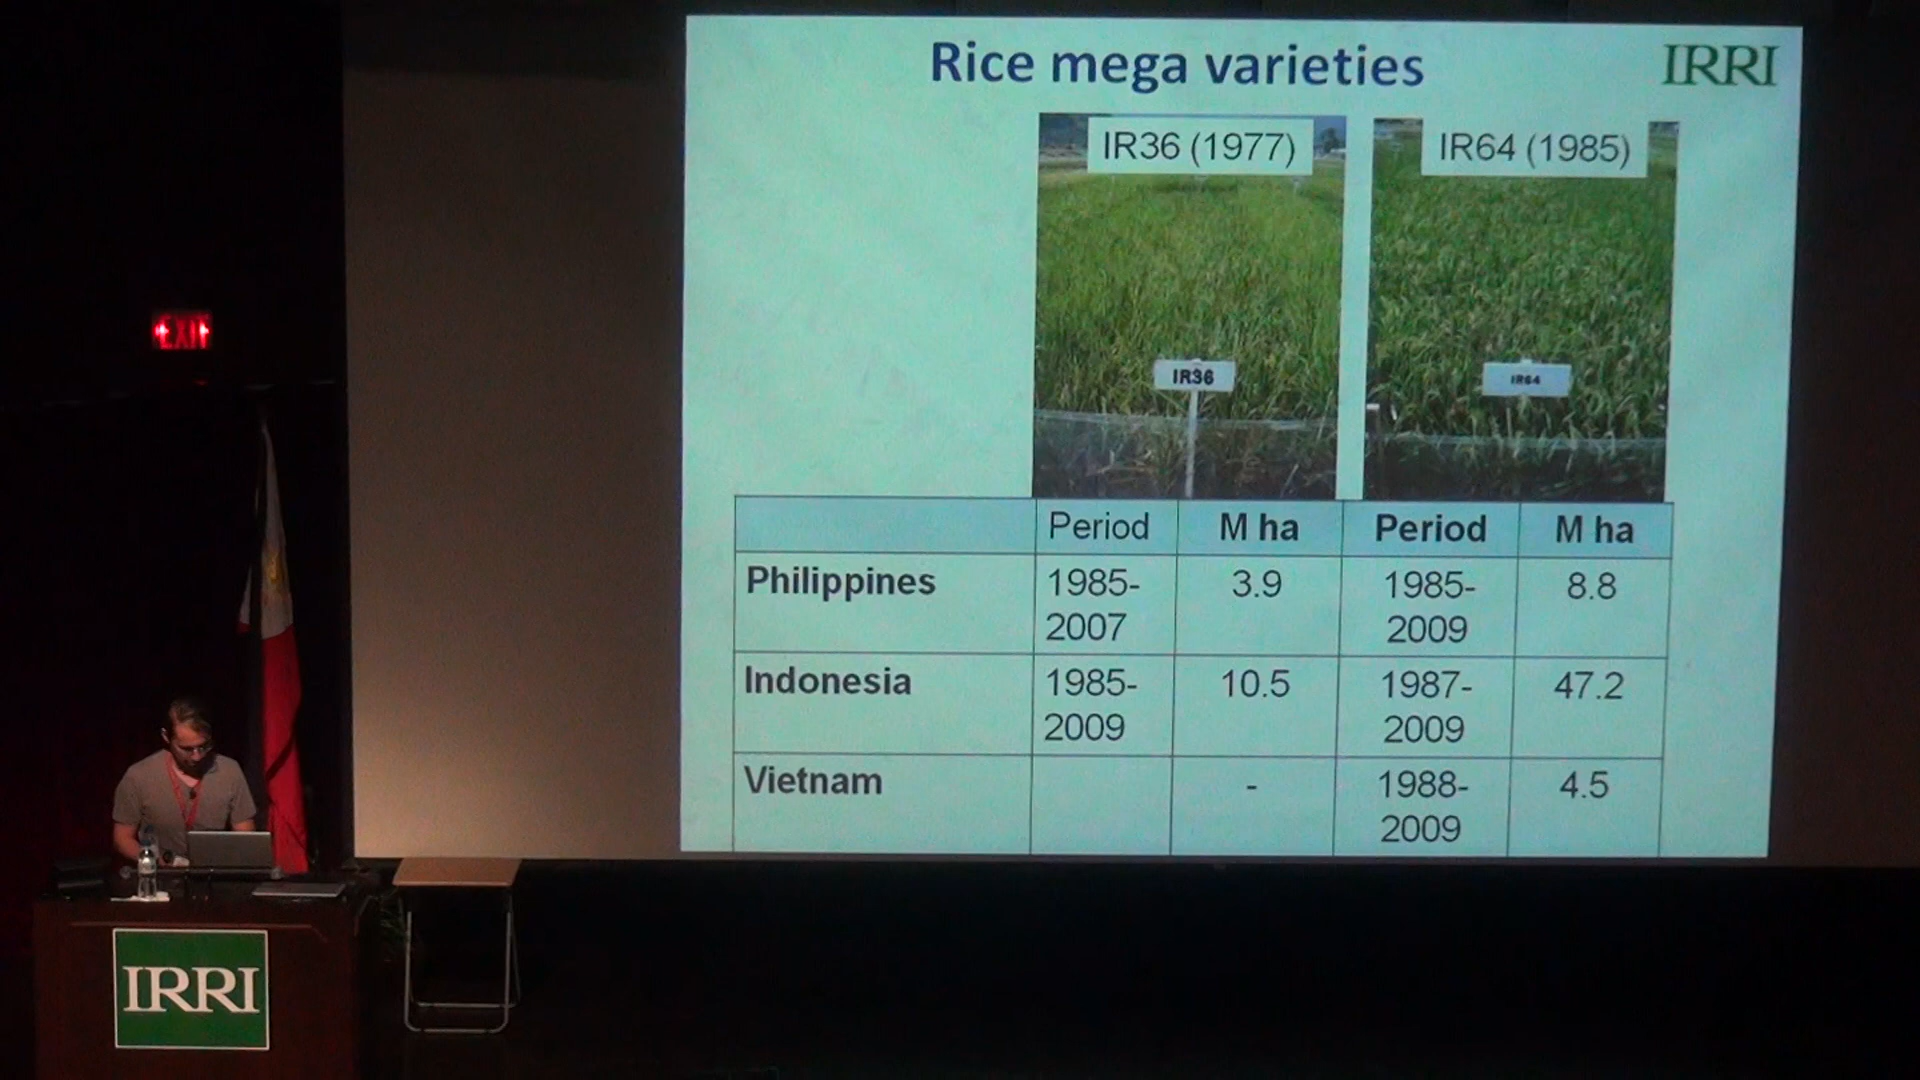 Rice mega varieties
IRRI
IR36 (1977)
IR64 (1985)
EXIT
IR36
IR64
Period M ha Period M ha
Philippines 1985- 3.9 1985- 8.8
2007 2009
Indonesia 1985- 10.5 1987- 47.2
2009 2009
Vietnam - 1988- 4.5
2009
IRRI